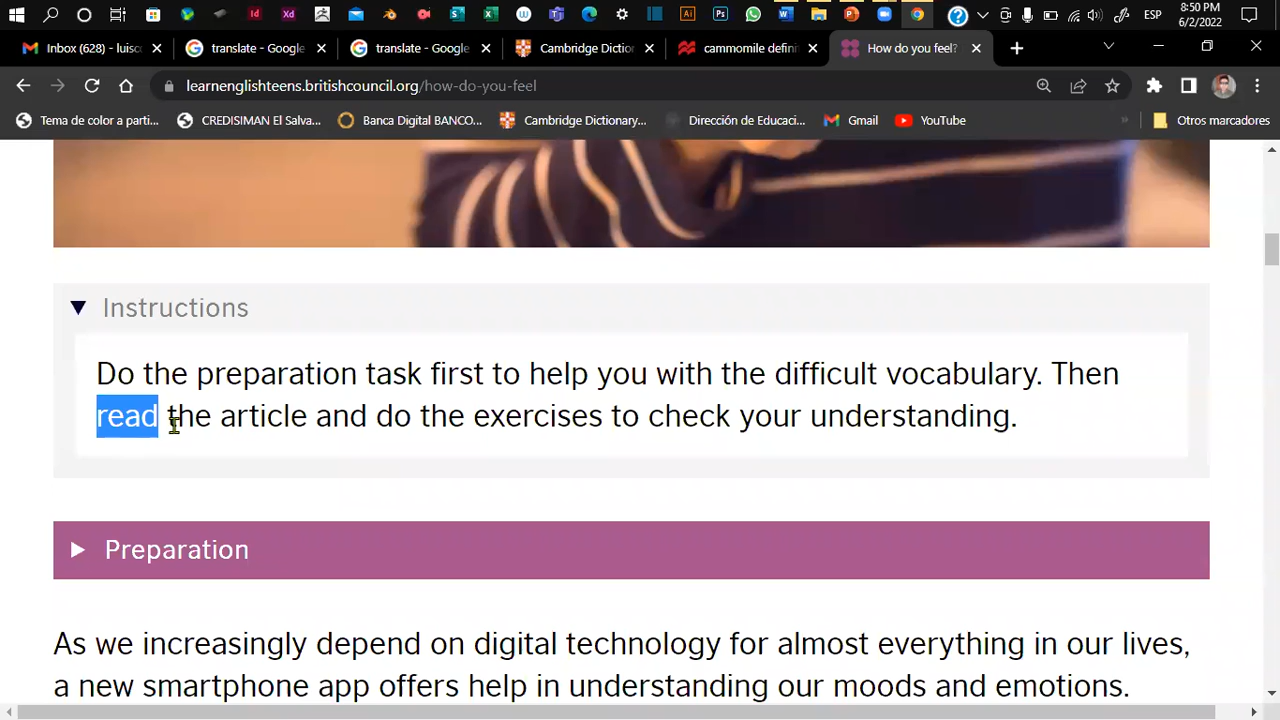 ESP
8:50 PM
6/2/2022
Inbox (628) - luisc
translate - Google
translate - Google
Cambridge Dictior
cammomile defini
How do you feel?
learnenglishteens.britishcouncil.org/how-do-you-feel
Tema de color a parti...
CREDISIMAN El Salva...
Banca Digital BANCO...
Cambridge Dictionary...
Dirección de Educaci...
Gmail
YouTube
Otros marcadores
Instructions
Do the preparation task first to help you with the difficult vocabulary. Then
read the article and do the exercises to check your understanding.
Preparation
As we increasingly depend on digital technology for almost everything in our lives,
a new smartphone app offers help in understanding our moods and emotions.